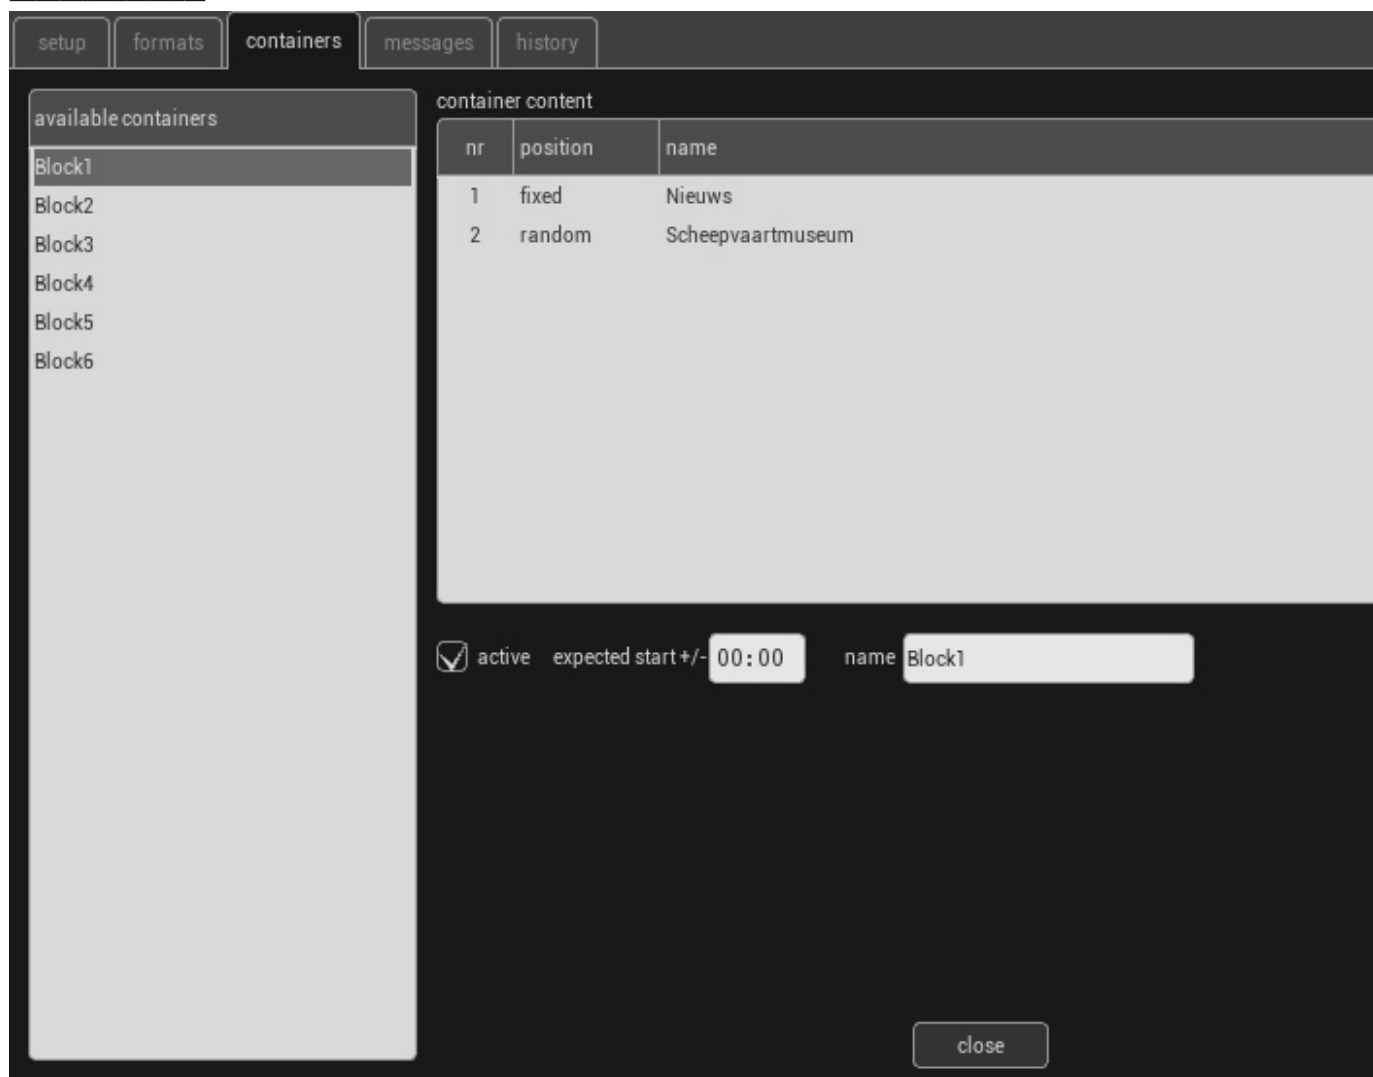 setup formats containers messages history
available containers
Block1
Block2
Block3
Block4
Block5
Block6
container content
nr position name
1 fixed Nieuws
2 random Scheepvaartmuseum
active expected start +/- 00:00 name Block1
close